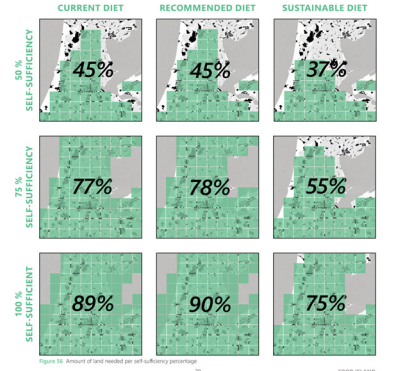 CURRENT DIET
RECOMMENDED DIET
SUSTAINABLE DIET
50 %
SELF-SUFFICIENCY
45%
45%
37%
75 %
SELF-SUFFICIENCY
77%
78%
55%
100 %
SELF-SUFFICIENT
89%
90%
75%
Figure 56 Amount of land needed per self-sufficiency percentage